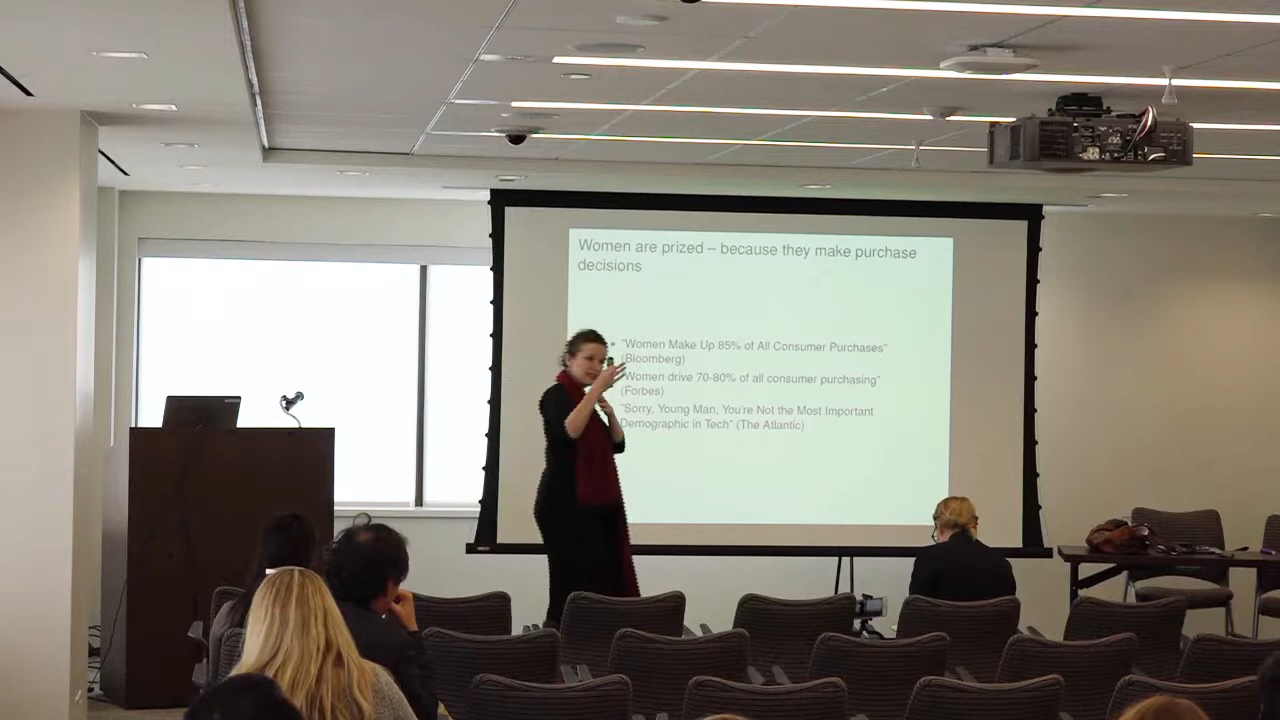 Women are prized – because they make purchase
decisions
• "Women Make Up 85% of All Consumer Purchases"
(Bloomberg)
"Women drive 70-80% of all consumer purchasing"
(Forbes)
"Sorry, Young Man, You're Not the Most Important
Demographic in Tech" (The Atlantic)